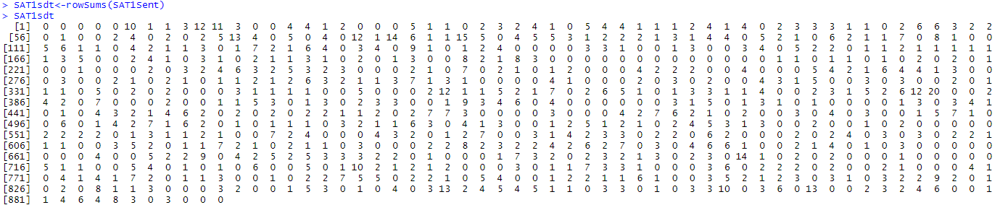 > SAT1sdt<-rowSums(SAT1Sent)
> SAT1sdt
[1] 0 0 0 0 0 10 1 1 3 12 11 3 0 0 4 4 1 2 0 0 0 5 1 1 0 2 3 2 4 1 0 5 4 4 1 1 1 2 4 1 4 0 2 3 3 3 1 1 0 2 6 6 3 2 2
[56] 0 1 0 0 2 4 0 2 0 2 5 13 4 0 5 0 4 0 12 1 14 6 1 1 15 5 0 4 5 5 3 1 2 2 2 1 3 1 4 4 0 5 2 1 0 6 2 1 1 7 0 8 1 0 0
[111] 5 6 1 1 0 4 2 1 1 3 0 1 7 2 1 6 4 0 3 4 0 9 1 0 1 2 4 0 0 0 0 3 3 1 0 0 1 3 0 0 3 4 0 5 2 2 0 1 1 2 1 1 1 1 1
[166] 1 3 5 0 0 2 4 1 0 3 1 0 2 1 1 3 1 0 2 0 1 3 0 0 8 2 1 8 3 0 0 0 0 0 0 0 0 0 0 0 0 0 1 1 0 1 1 0 1 0 2 0 2 0 1
[221] 0 0 1 0 0 0 2 0 3 2 4 6 3 2 5 3 2 3 0 0 0 2 1 0 7 0 2 1 0 1 2 0 0 0 4 2 2 2 0 0 4 0 0 0 5 4 2 1 6 4 4 1 3 0 0
[276] 0 3 0 0 2 1 0 2 1 0 1 1 2 1 2 6 3 2 1 1 3 7 1 3 1 0 0 0 0 4 1 0 0 0 2 0 3 0 2 0 0 4 3 1 5 0 0 3 0 3 0 0 2 0 1
[331] 1 1 0 5 0 2 0 2 0 0 0 3 1 1 1 1 0 0 5 0 0 0 2 12 1 1 5 2 1 7 0 2 6 5 1 0 1 3 3 1 1 4 0 0 2 3 1 5 2 6 12 20 0 0 2
[386] 4 2 0 7 0 0 0 2 0 0 1 1 5 3 0 1 3 0 2 3 3 0 0 1 9 3 4 6 0 4 0 0 0 0 0 3 1 5 0 1 3 1 0 1 0 0 0 0 0 1 3 0 3 4 1
[441] 0 1 0 4 3 2 1 4 6 2 0 2 0 2 0 2 2 1 1 2 0 2 7 7 3 0 0 0 0 3 0 0 0 4 2 7 6 2 1 0 2 0 0 3 0 4 0 3 0 0 1 5 7 1 0
[496] 0 6 0 1 4 2 7 1 6 2 0 1 0 1 1 1 0 3 2 1 1 6 3 0 4 1 3 0 0 1 2 5 1 2 1 0 2 4 5 3 1 3 0 0 2 0 0 1 0 0 0 0 0 0 1
[551] 2 2 2 2 0 1 3 1 1 2 1 0 0 7 2 4 0 0 0 4 3 2 0 1 2 7 0 0 3 1 4 2 3 3 0 2 2 0 6 2 0 0 0 2 0 2 4 0 3 0 3 0 2 2 1
[606] 1 1 0 0 3 5 2 0 1 1 7 2 1 0 2 1 1 0 3 0 0 0 2 2 8 2 3 2 2 4 2 6 2 7 0 3 0 4 6 6 1 0 0 2 1 4 0 1 0 3 0 0 0 0 0
[661] 0 0 0 4 0 0 5 2 2 9 0 4 2 5 2 5 3 3 3 2 2 0 1 0 0 0 1 7 3 2 0 2 3 2 1 3 0 2 3 0 14 1 0 2 0 2 0 0 0 1 0 0 0 0 0
[716] 5 1 1 0 0 5 4 0 1 0 1 0 6 0 0 5 0 1 10 2 1 2 1 2 0 0 0 3 0 1 1 7 3 3 1 0 0 0 3 6 0 2 2 2 0 2 0 0 2 1 0 0 0 4 1
[771] 0 4 1 4 1 7 2 0 1 1 3 0 0 1 0 2 2 7 5 5 0 2 2 1 0 5 4 0 0 1 2 2 1 1 6 1 0 0 3 5 2 1 2 3 0 3 1 0 3 2 2 9 2 0 1
[826] 0 2 0 8 1 1 3 0 0 0 3 2 0 0 1 5 3 0 1 0 4 0 3 13 2 4 5 4 5 1 1 0 3 3 0 1 0 3 3 10 0 3 6 0 13 0 0 2 3 2 4 6 0 0 1
[881] 1 4 6 4 8 3 0 3 0 0 0